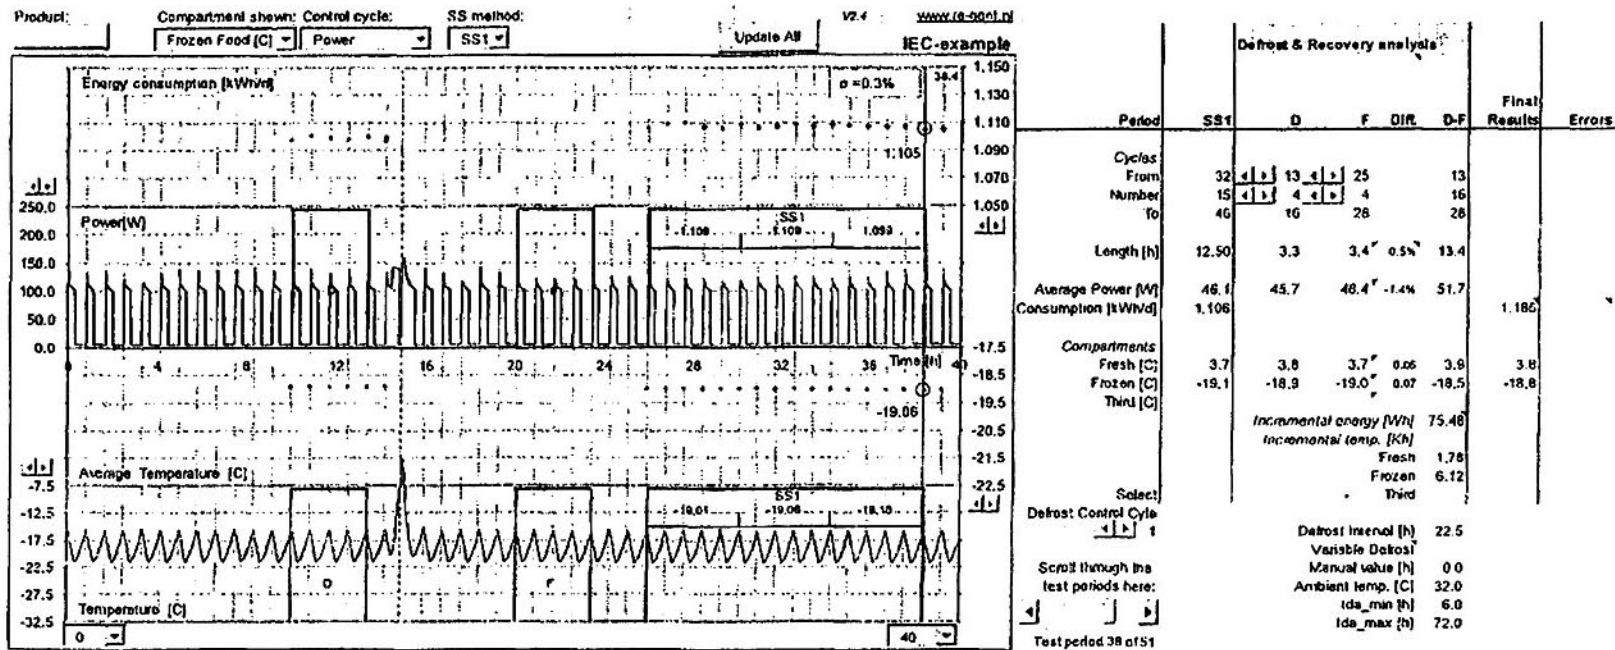 Product: Compartment shown: Control cycle: SS method: V2.4 www.re-gent.nl
Frozen Food [C] Power SS1 Update All IEC-example
Energy consumption [kWh/d] σ =0.3% 38.4 1.150
1.130
1.110
1.105
1.090
1.070
250.0 1.050
Power[W] SS1
200.0 1.109 1.109 1.099
150.0
100.0
50.0
0.0 -17.5
4 8 12 16 20 24 28 32 36 40 Time [h]
-18.5
-19.06 -19.5
-20.5
Average Temperature [C] -21.5
-7.5 -22.5
SS1
-12.5 -19.01 -19.06
-17.5
-22.5
D F
-27.5
Temperature [C]
-32.5
0 40
Defrost & Recovery analysis
Period SS1 D F Diff. D-F Final Results Errors
Cycles
From 32 13 25 13
Number 15 4 4 16
To 46 16 28 28
Length [h] 12.50 3.3 3.4 0.5% 13.4
Average Power [W] 46.1 45.7 46.4 -1.4% 51.7
Consumption [kWh/d] 1.106 1.186
Compartments
Fresh [C] 3.7 3.8 3.7 0.06 3.9 3.8
Frozen [C] -19.1 -18.9 -19.0 0.07 -18.5 -18.8
Third [C]
Incremental energy [Wh] 75.48
Incremental temp. [Kh]
Fresh 1.78
Frozen 6.12
Select Third
Defrost Control Cyle
1
Defrost Interval [h] 22.5
Variable Defrost
Scroll through the Manual value [h] 0.0
test periods here: Ambient temp. [C] 32.0
tda_min [h] 6.0
tda_max [h] 72.0
Test period 38 of 51